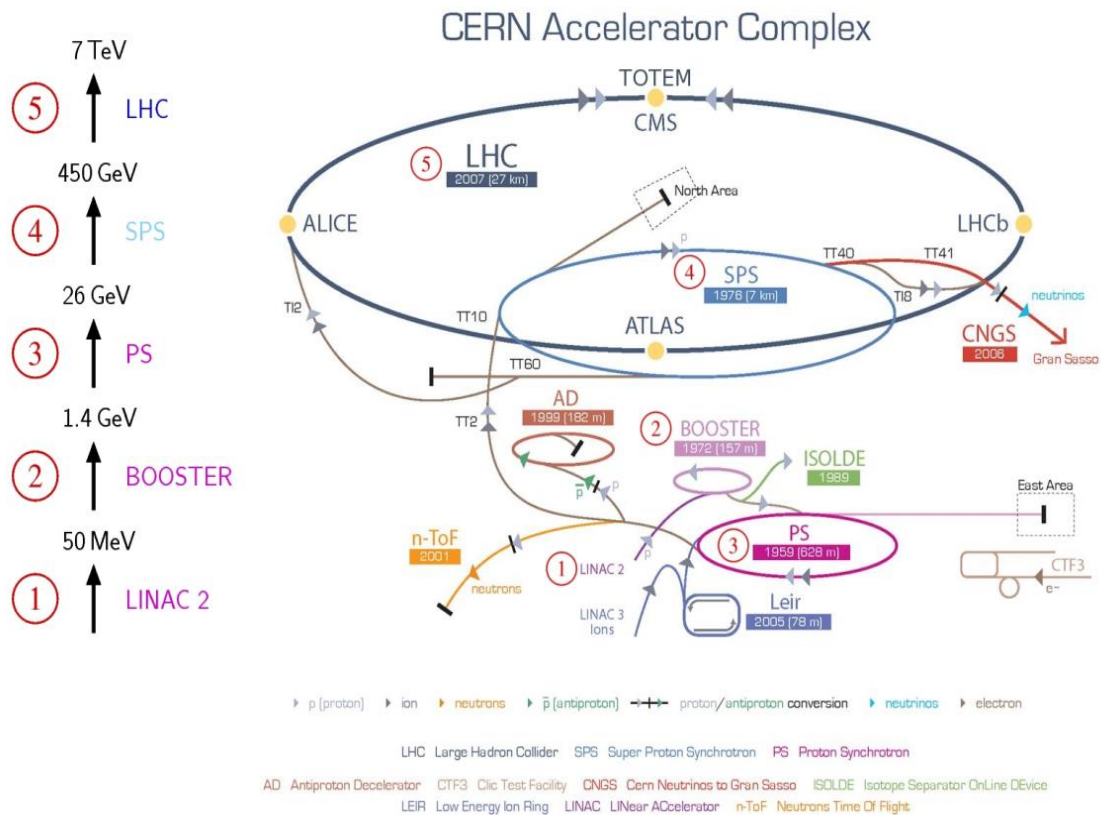 CERN Accelerator Complex
7 TeV
5 LHC
450 GeV
4 SPS
26 GeV
3 PS
1.4 GeV
2 BOOSTER
50 MeV
1 LINAC 2
TOTEM
CMS
5 LHC
2007 (27 km)
North Area
ALICE
LHCb
p
TT40
TT41
4 SPS
1976 (7 km)
TI8
TI2
TT10
ATLAS
neutrinos
CNGS
2006
Gran Sasso
TT60
AD
1999 (182 m)
TT2
2 BOOSTER
1972 (157 m)
ISOLDE
1989
p̅
p
East Area
n-ToF
2001
3 PS
1959 (628 m)
p
1 LINAC 2
neutrons
CTF3
e-
LINAC 3
Ions
Leir
2005 (78 m)
p (proton) ion neutrons p̅ (antiproton) proton/antiproton conversion neutrinos electron
LHC Large Hadron Collider SPS Super Proton Synchrotron PS Proton Synchrotron
AD Antiproton Decelerator CTF3 Clic Test Facility CNGS Cern Neutrinos to Gran Sasso ISOLDE Isotope Separator OnLine DEvice
LEIR Low Energy Ion Ring LINAC LINear ACcelerator n-ToF Neutrons Time Of Flight